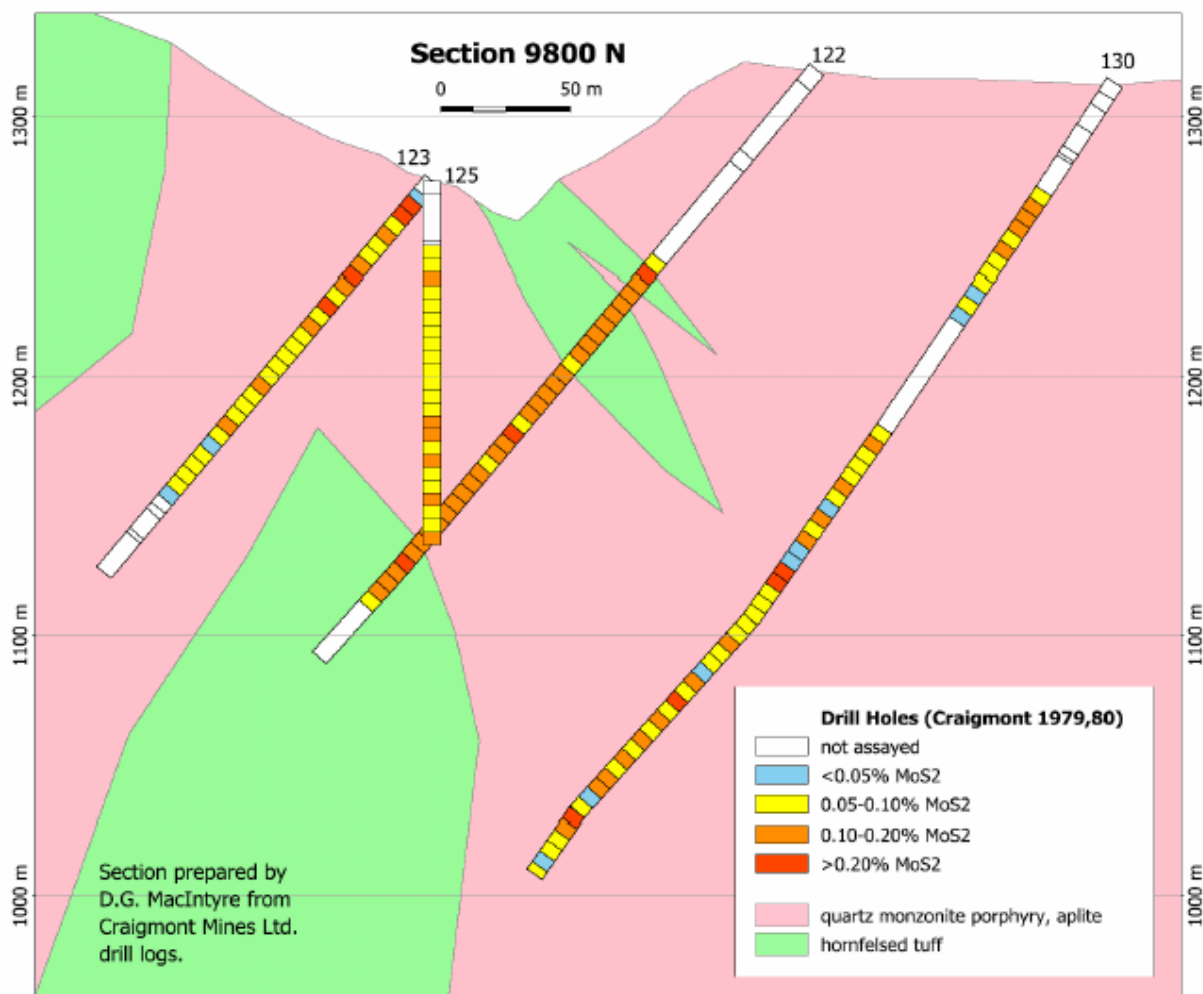 Section 9800 N
0 50 m
122
130
123
125
1300 m
1300 m
1200 m
1200 m
1100 m
1100 m
1000 m
1000 m
Drill Holes (Craigmont 1979,80)
not assayed
<0.05% MoS2
0.05-0.10% MoS2
0.10-0.20% MoS2
>0.20% MoS2
quartz monzonite porphyry, aplite
hornfelsed tuff
Section prepared by
D.G. MacIntyre from
Craigmont Mines Ltd.
drill logs.